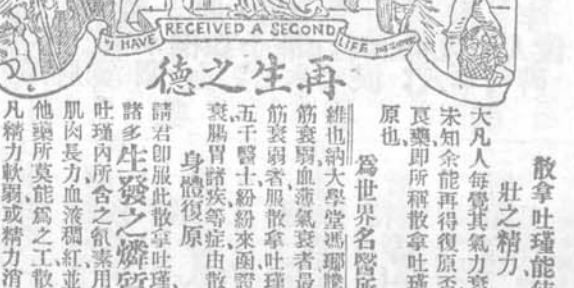 "I HAVE RECEIVED A SECOND LIFE
再生之德
散拿吐瑾能使
壯之精力
大凡人每覺其氣力衰
未知余能再得復原否
良藥即所稱散拿吐瑾
原也
爲世界名醫所
維也納大學堂馮瑯
筋衰弱血薄氣衰者最
筋衰弱者服散拿吐瑾
五千醫士紛紛來函證
衰腸胃諸疾等症由散
身體復原
請君卽服此散拿吐瑾
諸多生發之燐質
吐瑾內所含之氮素用
肌肉長力血液稠紅並
他藥所莫能爲之工散
凡精力軟弱或精力消